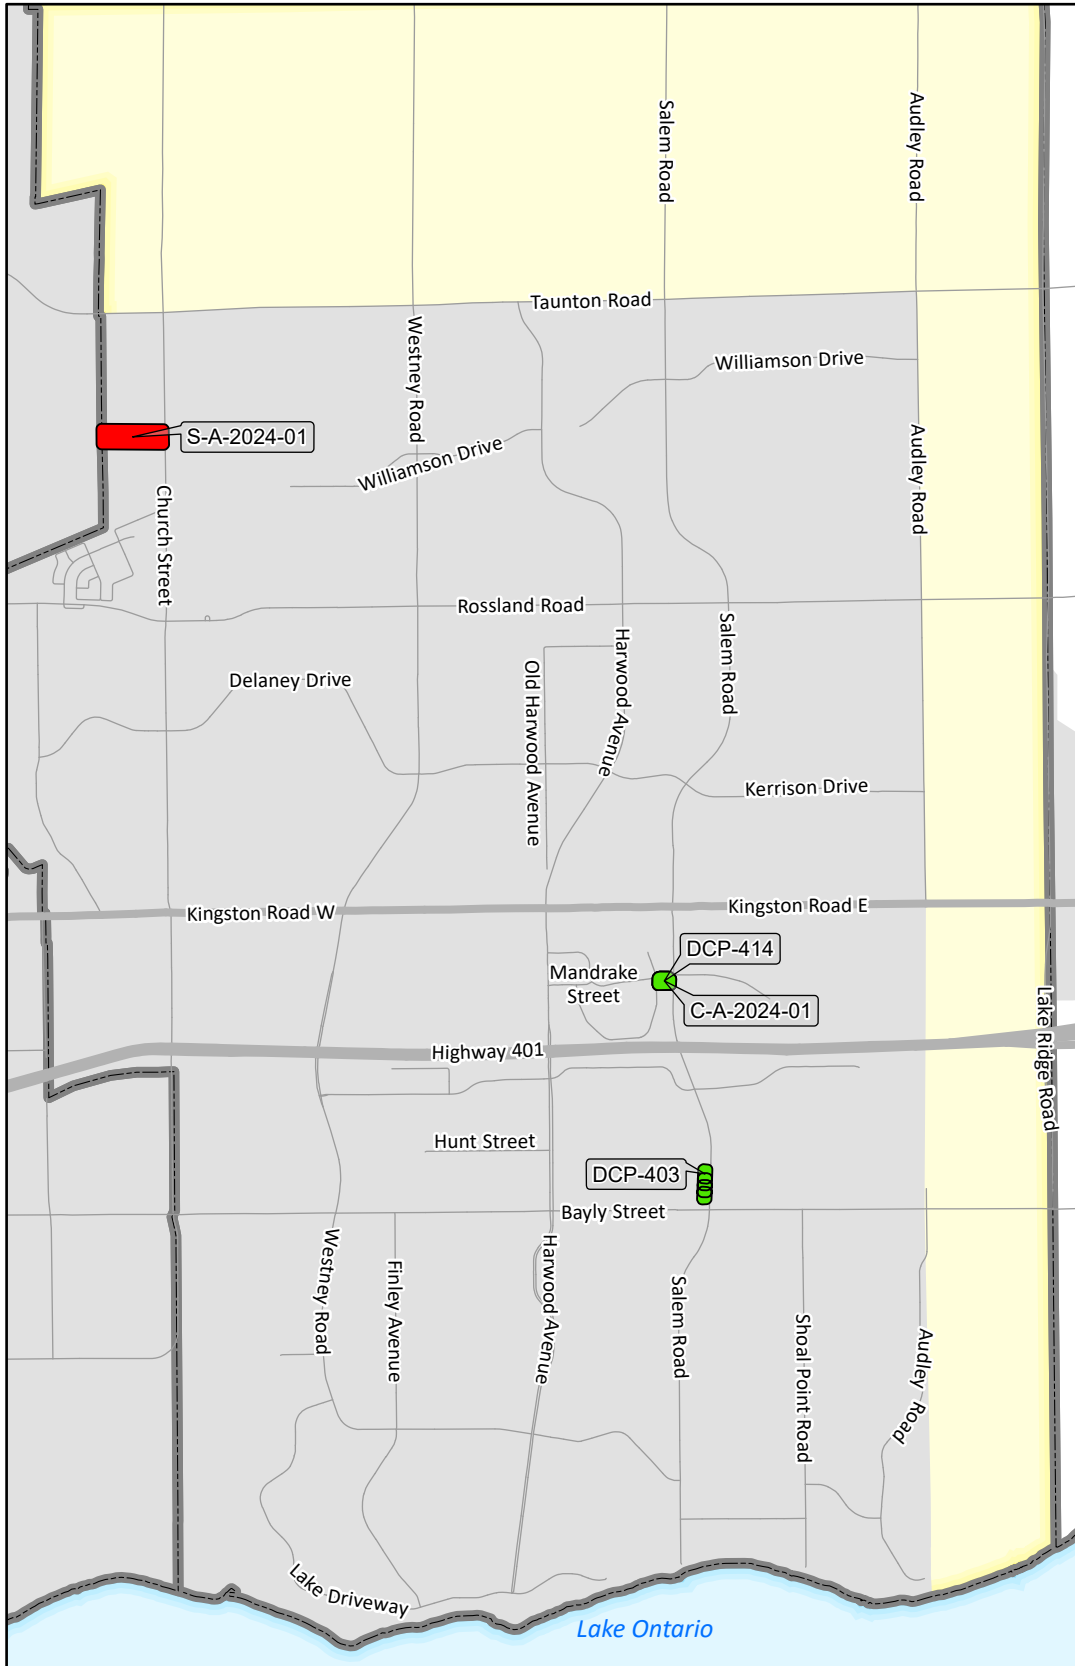 Salem Road
Audley Road
Taunton Road
Westney Road
Williamson Drive
S-A-2024-01
Williamson Drive
Audley Road
Church Street
Rossland Road
Salem Road
Harwood Avenue
Old Harwood Avenue
Delaney Drive
Kerrison Drive
Kingston Road W
Kingston Road E
DCP-414
Mandrake
Street
C-A-2024-01
Lake Ridge Road
Highway 401
Hunt Street
DCP-403
Bayly Street
Westney Road
Finley Avenue
Harwood Avenue
Salem Road
Shoal Point Road
Audley Road
Lake Driveway
Lake Ontario